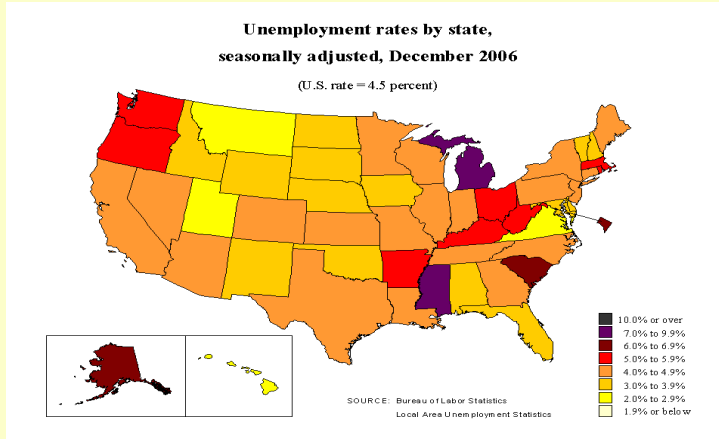 Unemployment rates by state,
seasonally adjusted, December 2006
(U.S. rate = 4.5 percent)
10.0% or over
7.0% to 9.9%
6.0% to 6.9%
5.0% to 5.9%
4.0% to 4.9%
3.0% to 3.9%
2.0% to 2.9%
1.9% or below
SOURCE: Bureau of Labor Statistics
Local Area Unemployment Statistics